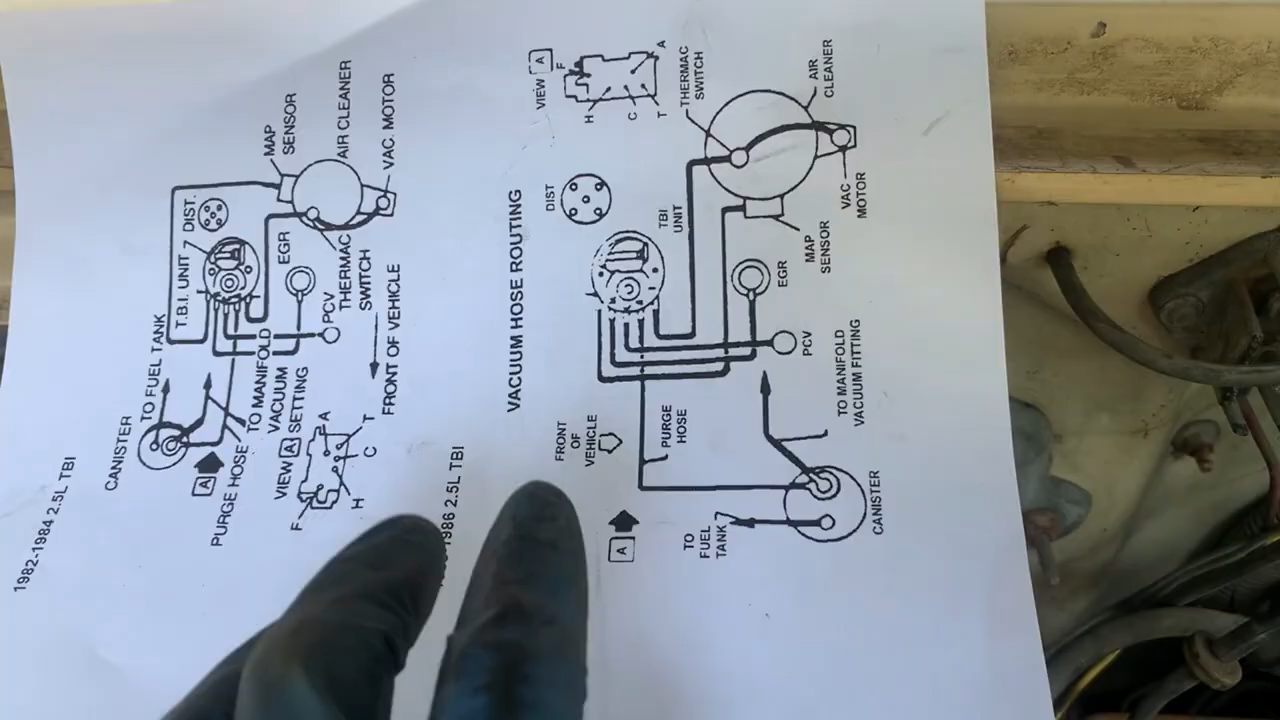 1982-1984 2.5L TBI
CANISTER
TO FUEL TANK
T.B.I. UNIT
DIST.
MAP
SENSOR
AIR CLEANER
VAC. MOTOR
EGR
PCV
THERMAC
SWITCH
TO MANIFOLD
VACUUM
SETTING
FRONT OF VEHICLE
PURGE HOSE
A
VIEW A
F
H
A
T
C
1986 2.5L TBI
VACUUM HOSE ROUTING
VIEW A
F
A
H
C
T
THERMAC
SWITCH
AIR
CLEANER
DIST
TBI
UNIT
VAC
MOTOR
MAP
SENSOR
EGR
PCV
FRONT
OF
VEHICLE
PURGE
HOSE
TO MANIFOLD
VACUUM FITTING
A
TO
FUEL
TANK
CANISTER